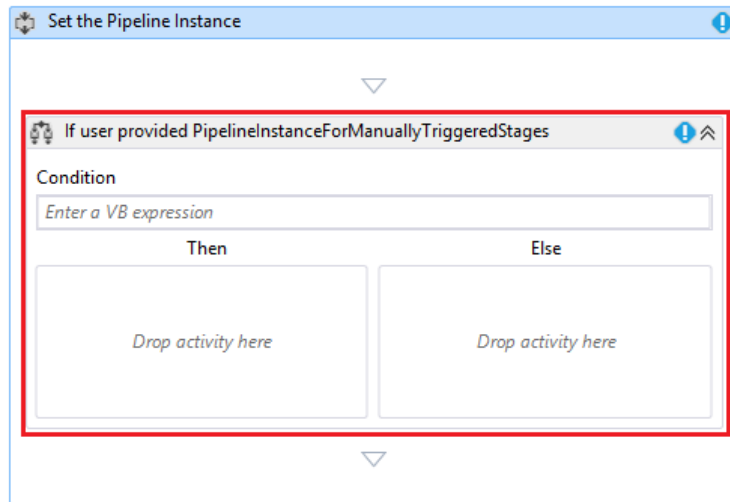 Set the Pipeline Instance
If user provided PipelineInstanceForManuallyTriggeredStages
Condition
Enter a VB expression
Then
Else
Drop activity here
Drop activity here